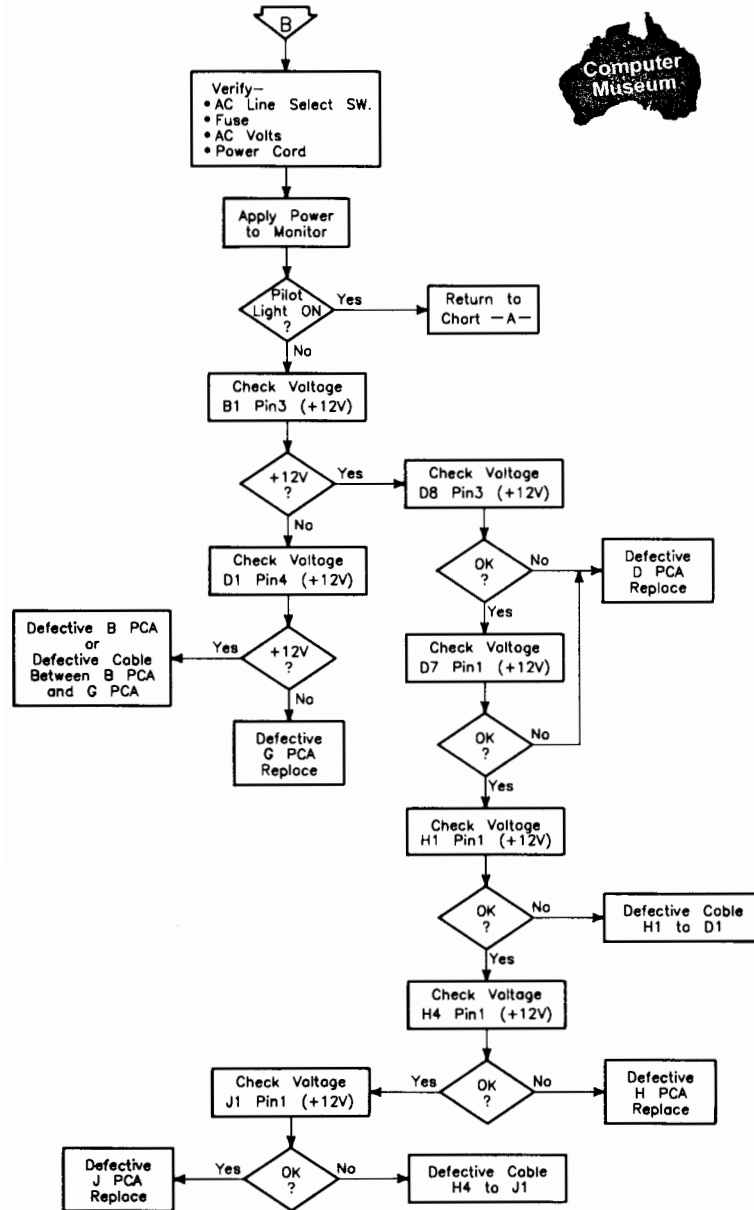 B
Computer
Museum
Verify—
• AC Line Select SW.
• Fuse
• AC Volts
• Power Cord
Apply Power
to Monitor
Pilot
Light ON
?
Yes
Return to
Chart —A—
No
Check Voltage
B1 Pin3 (+12V)
+12V
?
Yes
Check Voltage
D8 Pin3 (+12V)
No
Check Voltage
D1 Pin4 (+12V)
OK
?
No
Defective
D PCA
Replace
Yes
Defective B PCA
or
Defective Cable
Between B PCA
and G PCA
Yes
+12V
?
No
Defective
G PCA
Replace
Check Voltage
D7 Pin1 (+12V)
OK
?
No
Yes
Check Voltage
H1 Pin1 (+12V)
OK
?
No
Defective Cable
H1 to D1
Yes
Check Voltage
H4 Pin1 (+12V)
OK
?
No
Defective
H PCA
Replace
Yes
Check Voltage
J1 Pin1 (+12V)
OK
?
Yes
Defective
J PCA
Replace
No
Defective Cable
H4 to J1